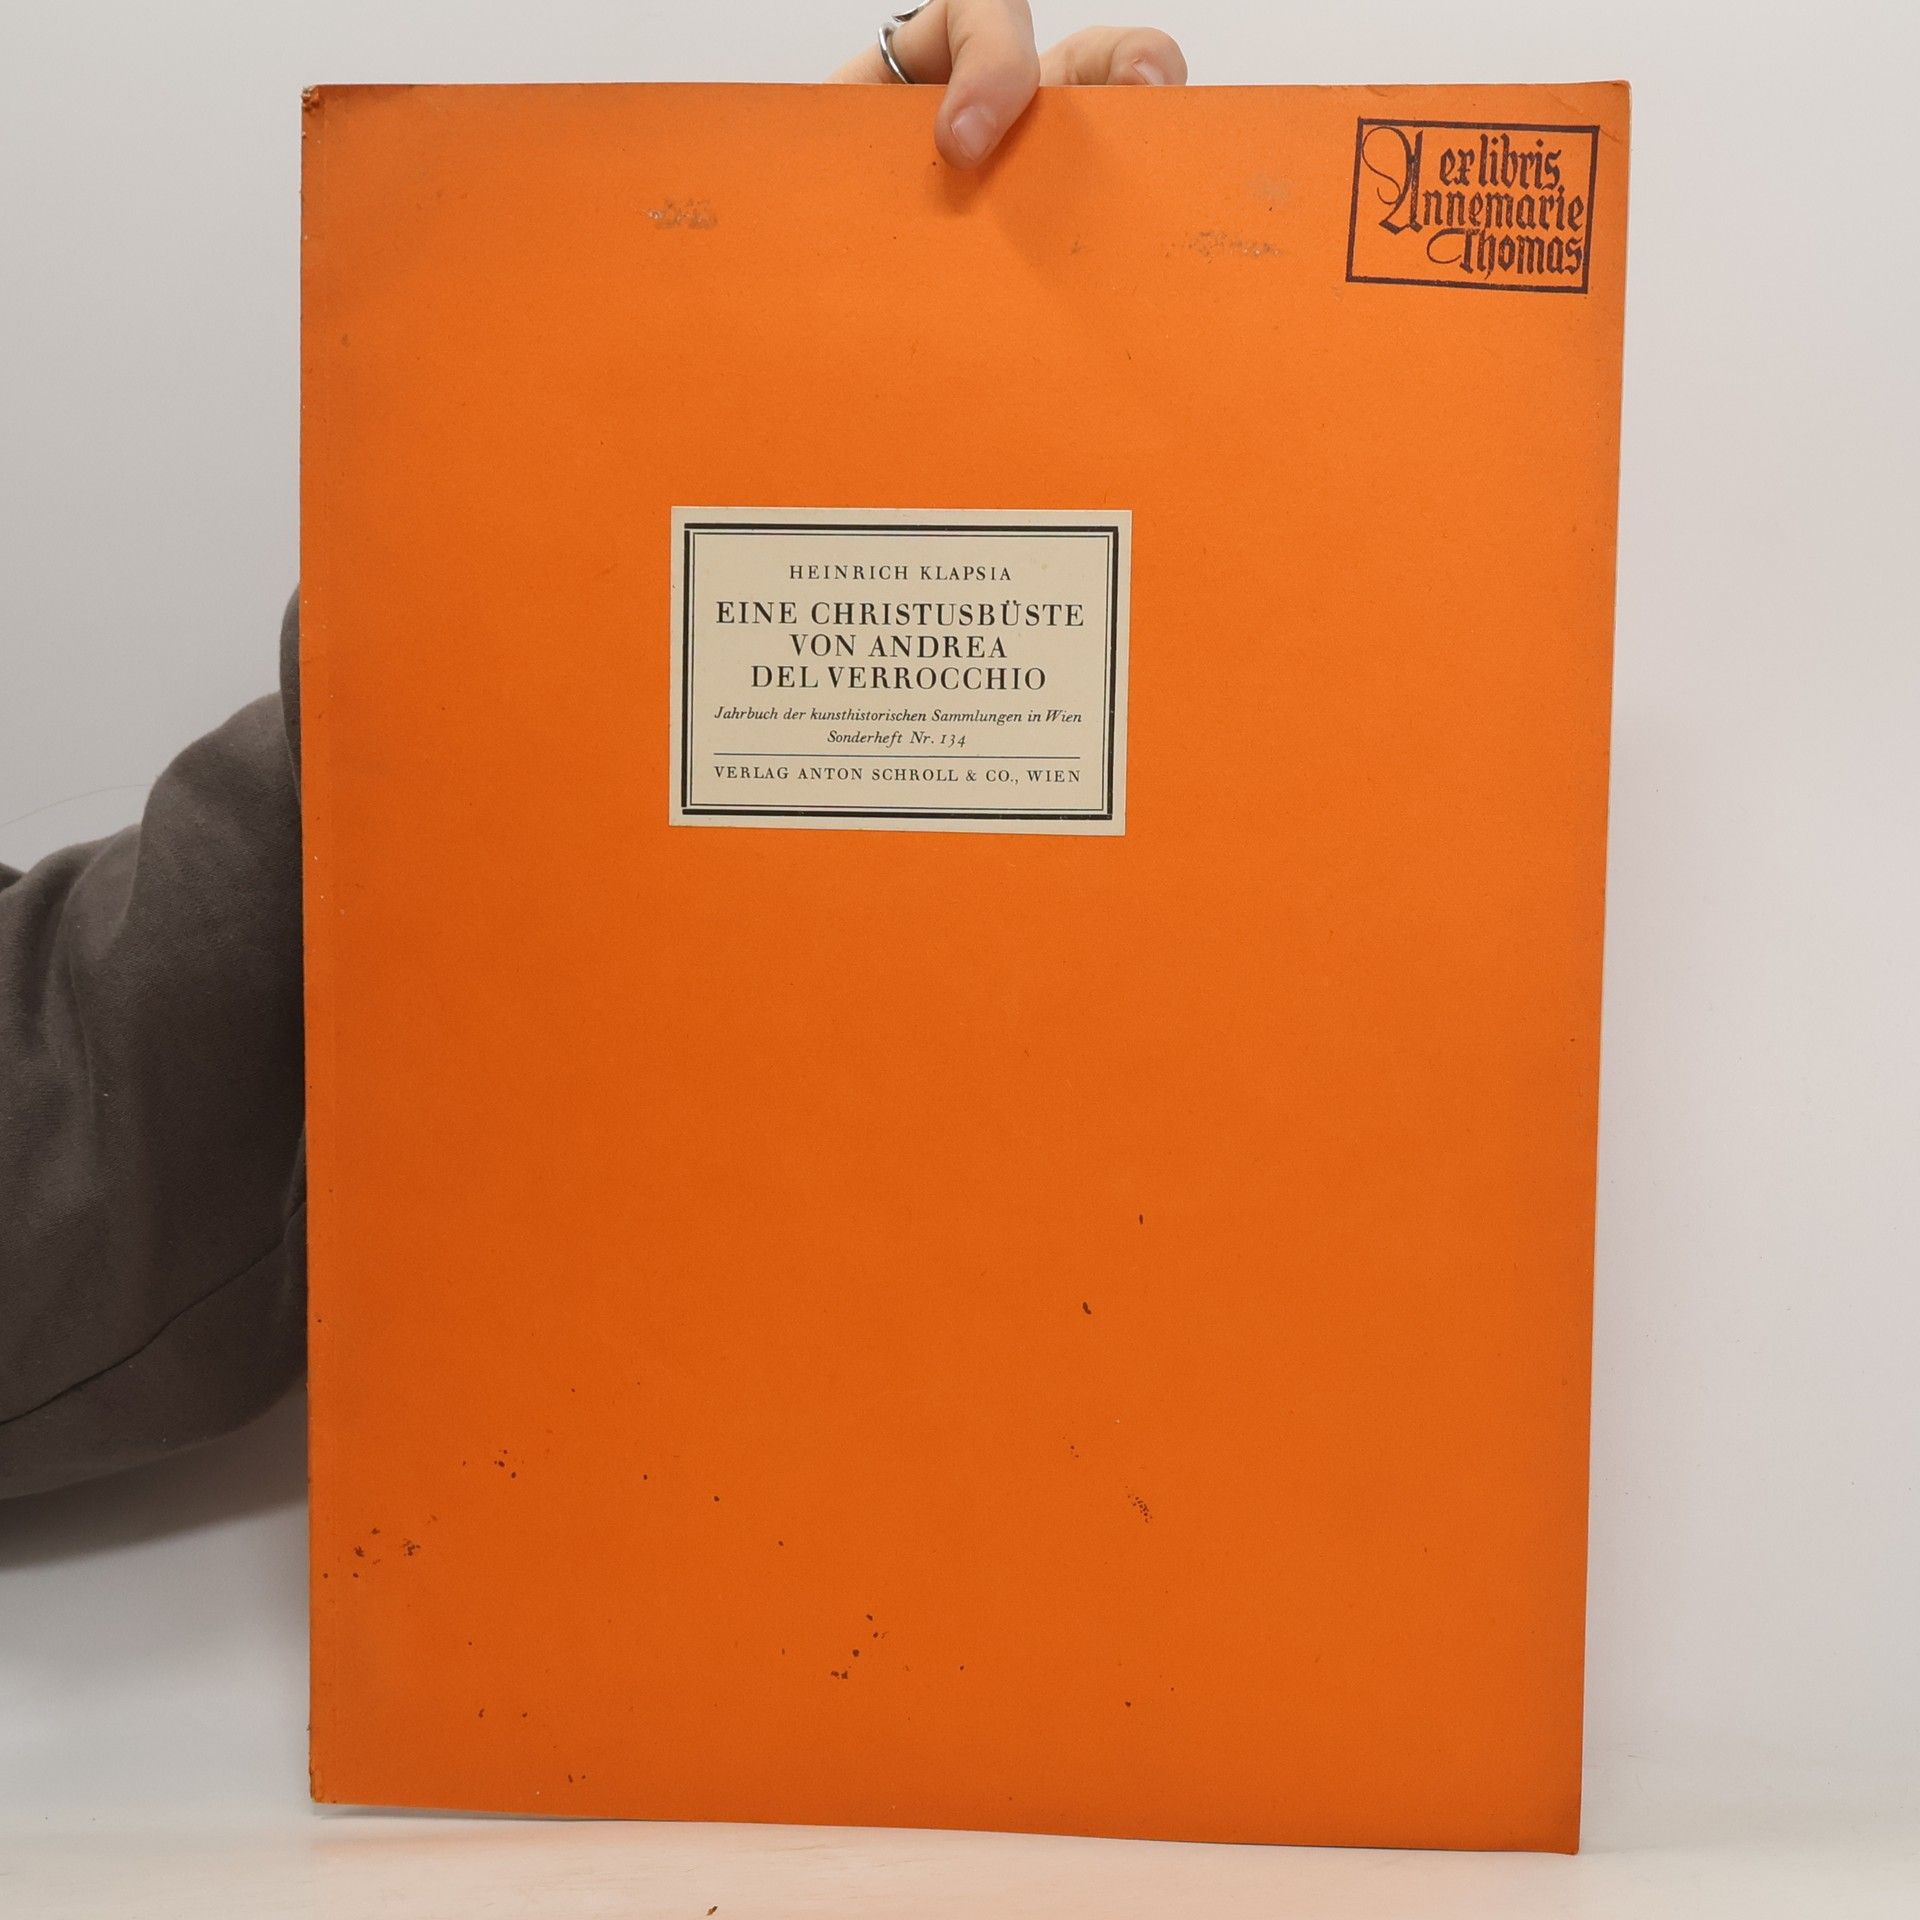 ex libris
Annemarie
Thomas
HEINRICH KLAPSIA
EINE CHRISTUSBÜSTE
VON ANDREA
DEL VERROCCHIO
Jahrbuch der kunsthistorischen Sammlungen in Wien
Sonderheft Nr. 134
VERLAG ANTON SCHROLL & CO., WIEN